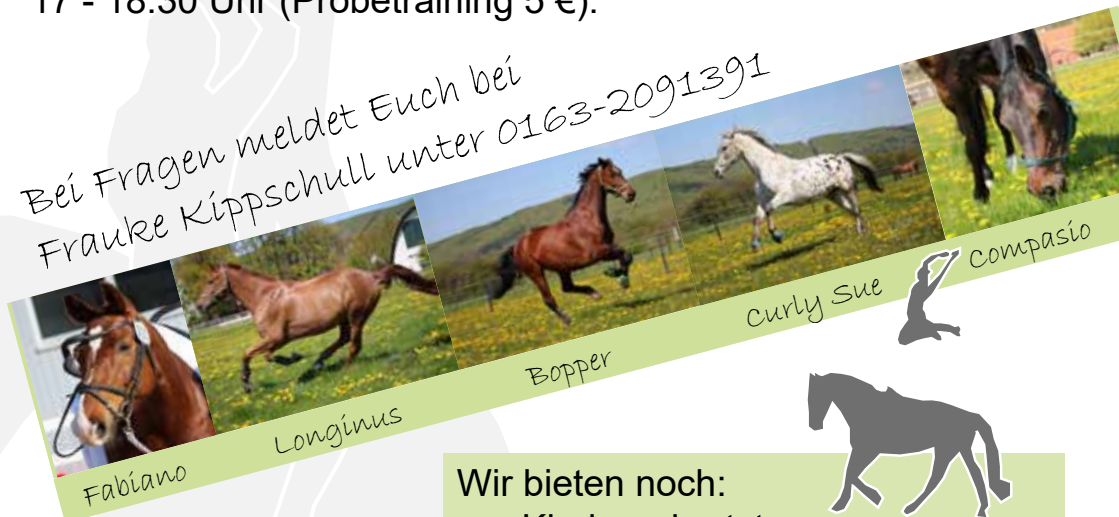 17 - 18.30 Uhr (Probetraining 5 €).
Bei Fragen meldet Euch bei
Frauke Kippschull unter 0163-2091391
Fabiano
Longinus
Bopper
Curly Sue
Compasio
Wir bieten noch: